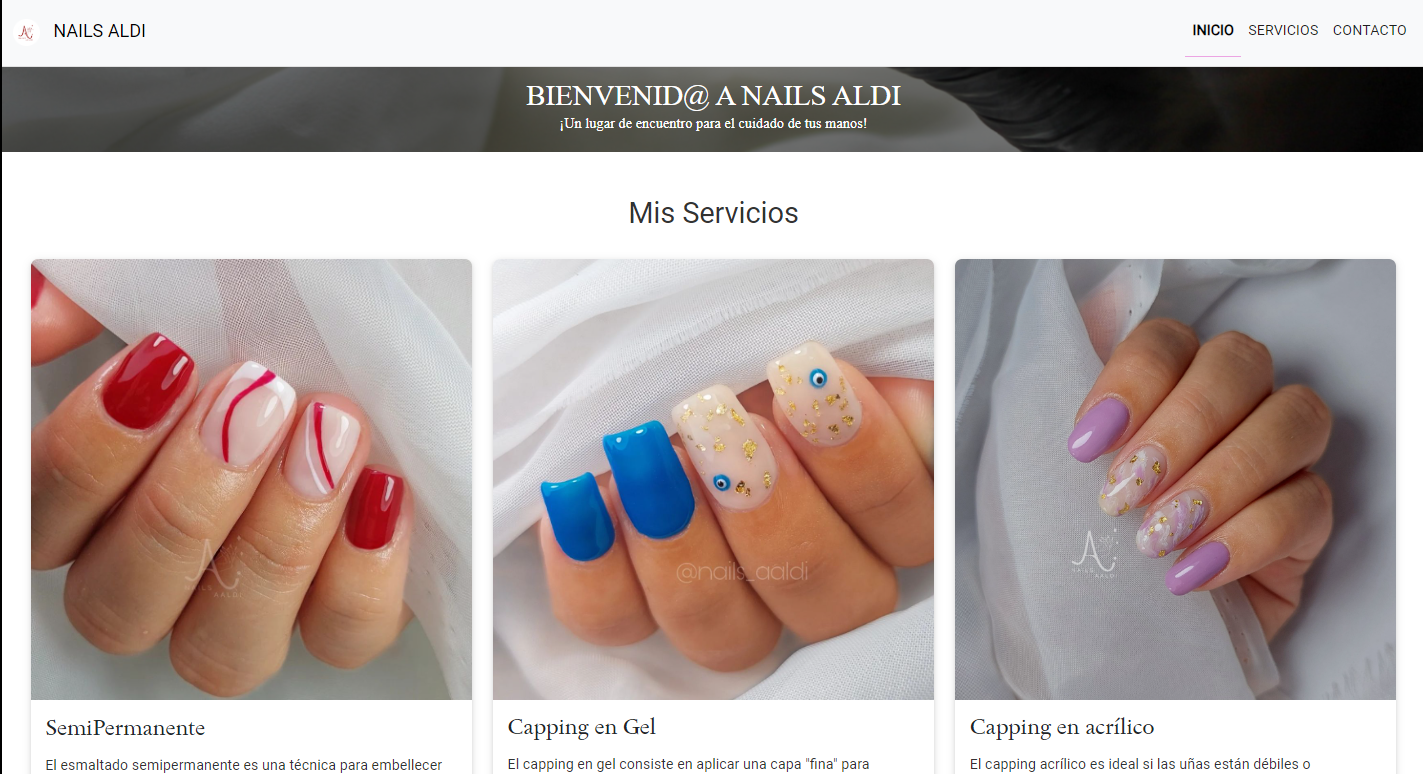 NAILS ALDI
INICIO SERVICIOS CONTACTO
BIENVENID@ A NAILS ALDI
¡Un lugar de encuentro para el cuidado de tus manos!
Mis Servicios
NAILS
AALDI
@nails_aaldi
NAILS
AALDI
SemiPermanente
El esmaltado semipermanente es una técnica para embellecer
Capping en Gel
El capping en gel consiste en aplicar una capa "fina" para
Capping en acrílico
El capping acrílico es ideal si las uñas están débiles o